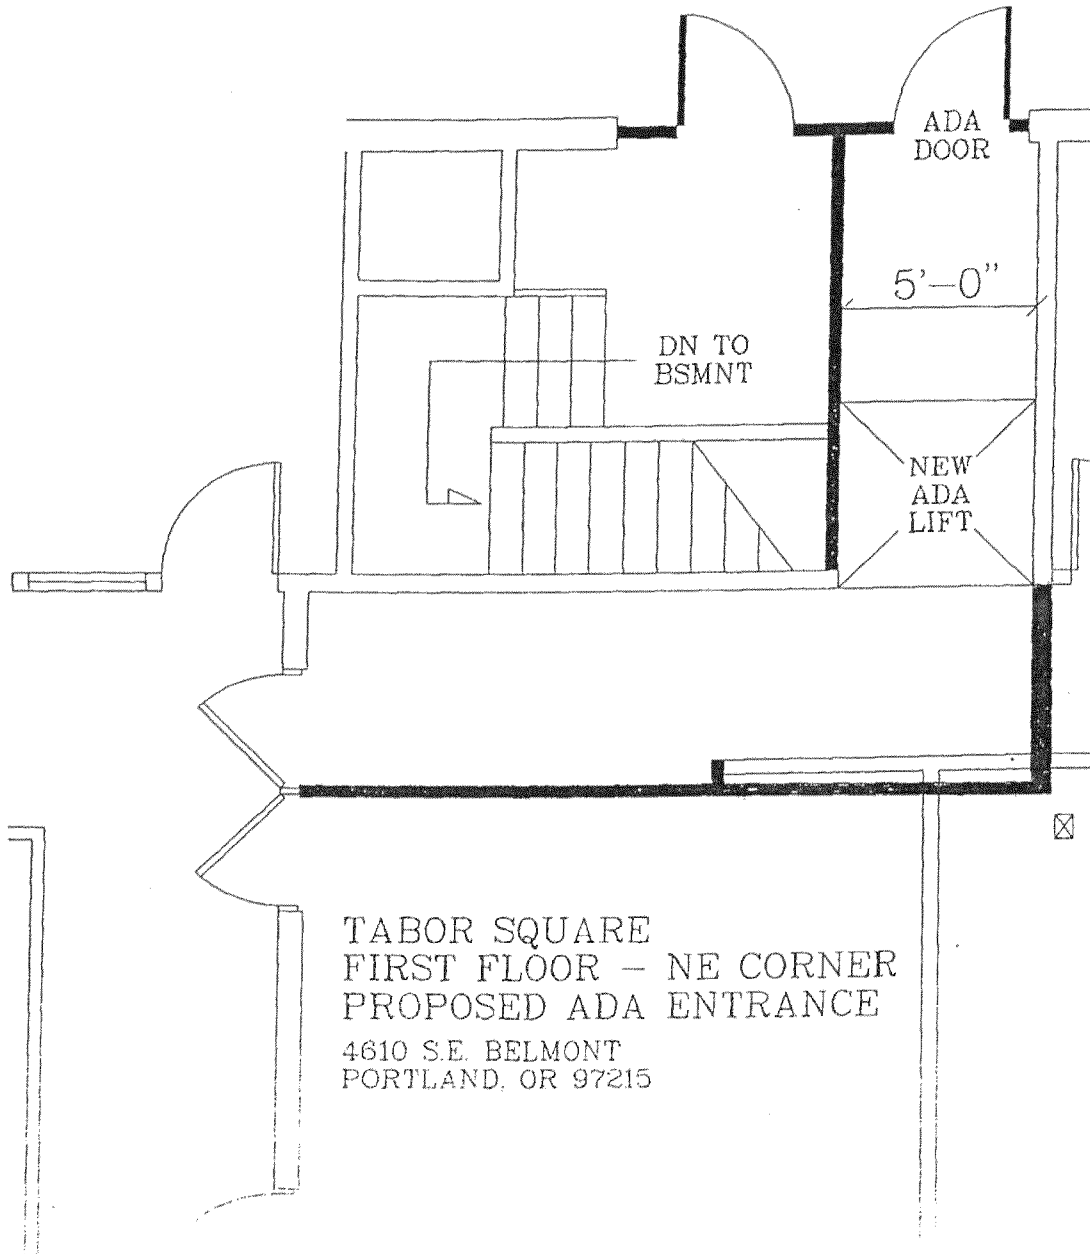 ADA
DOOR
5'-0"
DN TO
BSMNT
NEW
ADA
LIFT
TABOR SQUARE
FIRST FLOOR – NE CORNER
PROPOSED ADA ENTRANCE
4610 S.E. BELMONT
PORTLAND, OR 97215